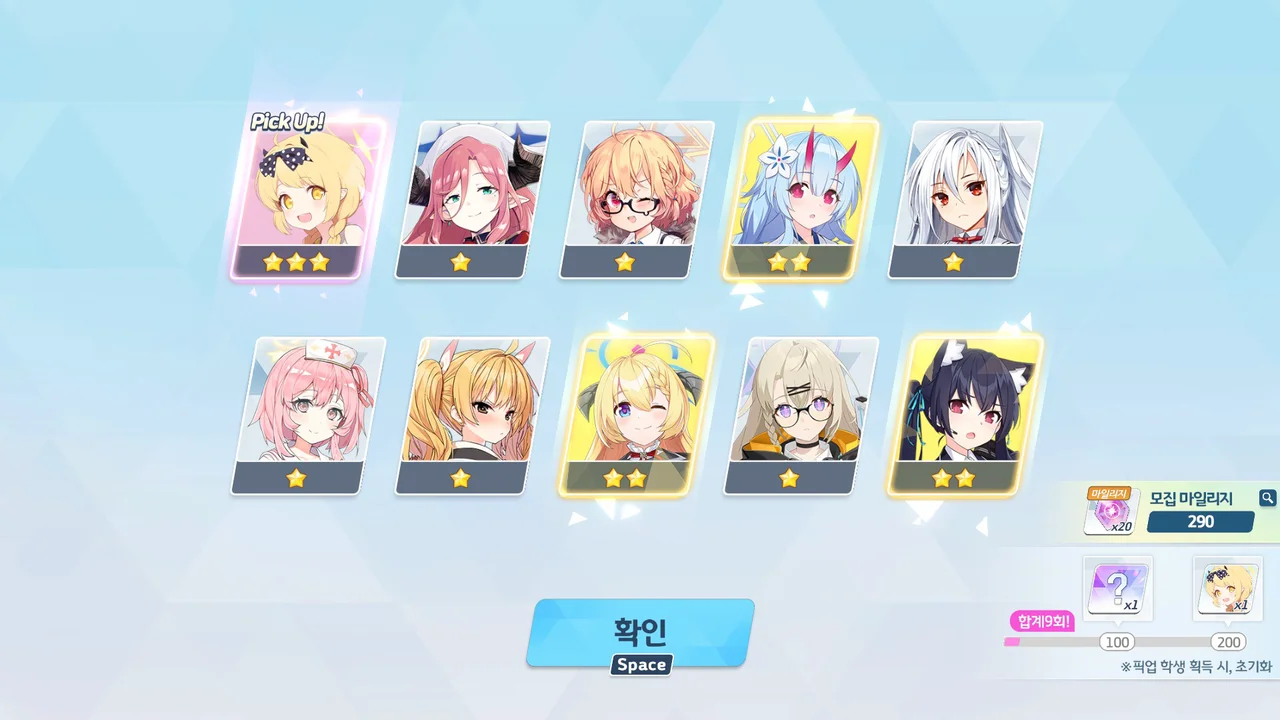 Pick Up!
마일리지
x20
모집 마일리지
290
?
x1
x1
합계9회!
100
200
※픽업 학생 획득 시, 초기화
확인
Space